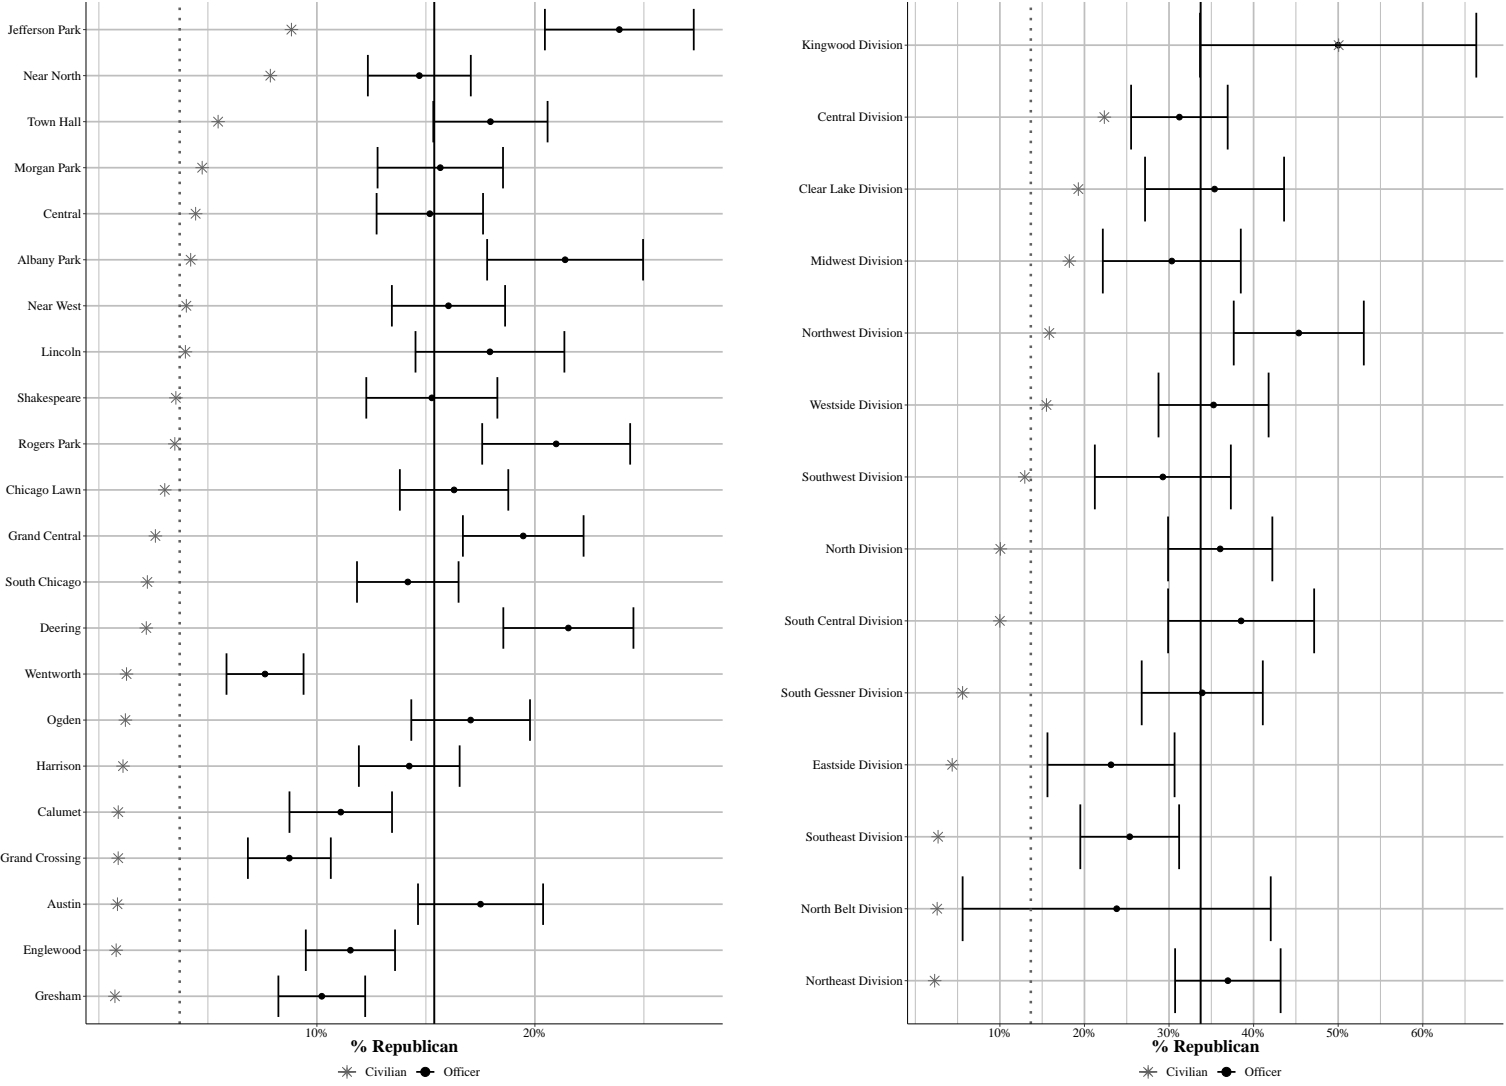 Jefferson Park
Near North
Town Hall
Morgan Park
Central
Albany Park
Near West
Lincoln
Shakespeare
Rogers Park
Chicago Lawn
Grand Central
South Chicago
Deering
Wentworth
Ogden
Harrison
Calumet
Grand Crossing
Austin
Englewood
Gresham
10% 20%
% Republican
Civilian Officer
Kingwood Division
Central Division
Clear Lake Division
Midwest Division
Northwest Division
Westside Division
Southwest Division
North Division
South Central Division
South Gessner Division
Eastside Division
Southeast Division
North Belt Division
Northeast Division
10% 20% 30% 40% 50% 60%
% Republican
Civilian Officer